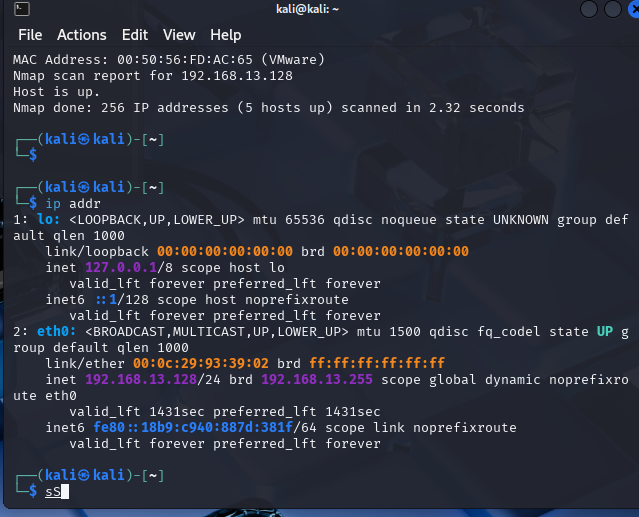 kali@kali: ~
File Actions Edit View Help
MAC Address: 00:50:56:FD:AC:65 (VMware)
Nmap scan report for 192.168.13.128
Host is up.
Nmap done: 256 IP addresses (5 hosts up) scanned in 2.32 seconds
┌──(kali㉿kali)-[~]
└─$
┌──(kali㉿kali)-[~]
└─$ ip addr
1: lo: <LOOPBACK,UP,LOWER_UP> mtu 65536 qdisc noqueue state UNKNOWN group def
ault qlen 1000
    link/loopback 00:00:00:00:00:00 brd 00:00:00:00:00:00
    inet 127.0.0.1/8 scope host lo
       valid_lft forever preferred_lft forever
    inet6 ::1/128 scope host noprefixroute
       valid_lft forever preferred_lft forever
2: eth0: <BROADCAST,MULTICAST,UP,LOWER_UP> mtu 1500 qdisc fq_codel state UP g
roup default qlen 1000
    link/ether 00:0c:29:93:39:02 brd ff:ff:ff:ff:ff:ff
    inet 192.168.13.128/24 brd 192.168.13.255 scope global dynamic noprefixro
ute eth0
       valid_lft 1431sec preferred_lft 1431sec
    inet6 fe80::18b9:c940:887d:381f/64 scope link noprefixroute
       valid_lft forever preferred_lft forever
┌──(kali㉿kali)-[~]
└─$ sS